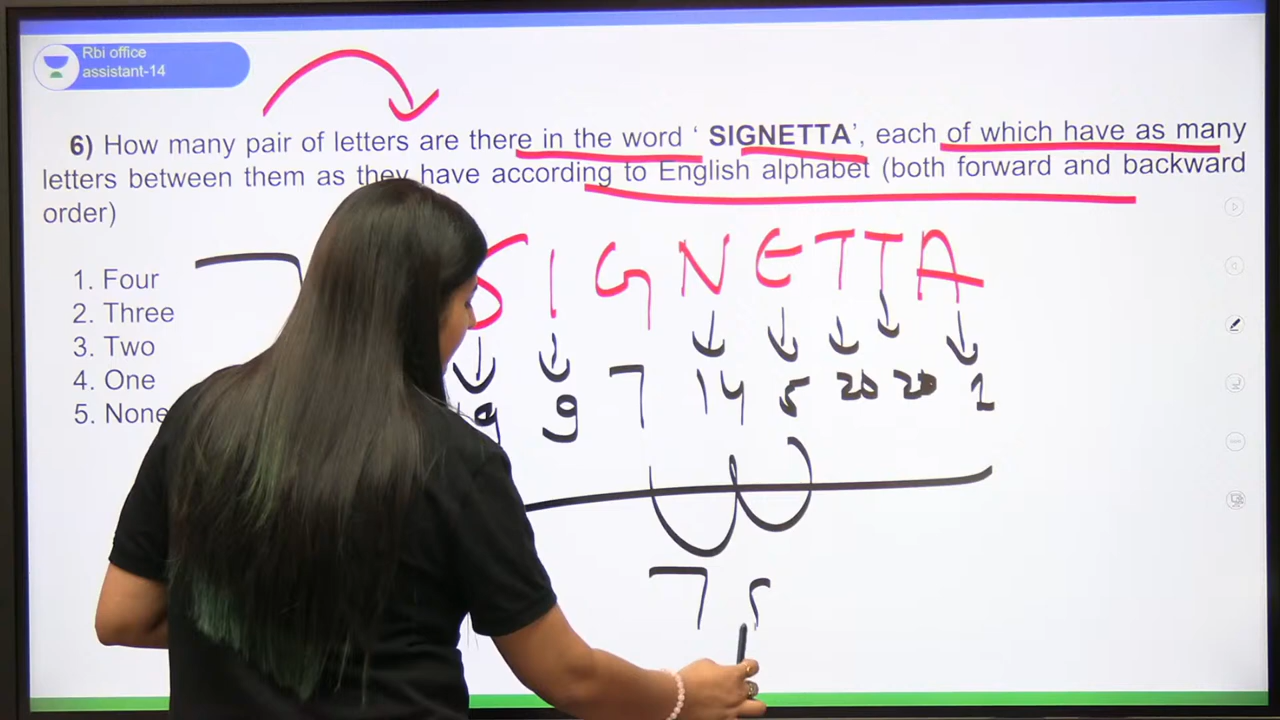 Rbi office
assistant-14
6) How many pair of letters are there in the word ‘ SIGNETTA’, each of which have as many
letters between them as they have according to English alphabet (both forward and backward
order)
1. Four
2. Three
3. Two
4. One
5. None
S I G N E T T A
9 9 7 14 5 20 20 1
7 5